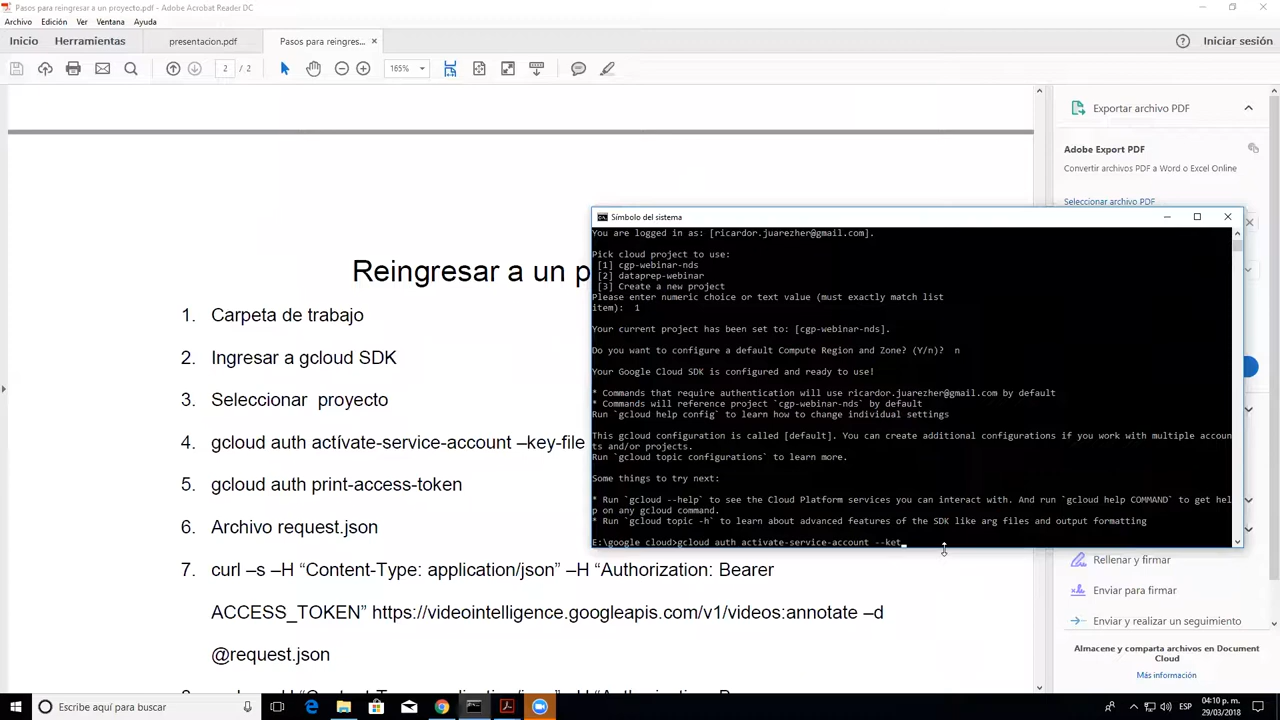 Pasos para reingresar a un proyecto.pdf - Adobe Acrobat Reader DC
Archivo Edición Ver Ventana Ayuda
Inicio Herramientas presentacion.pdf Pasos para reingres... × Iniciar sesión
2 / 2 165%
Exportar archivo PDF
Adobe Export PDF
Convertir archivos PDF a Word o Excel Online
Seleccionar archivo PDF
Reingresar a un p
1. Carpeta de trabajo
2. Ingresar a gcloud SDK
3. Seleccionar proyecto
4. gcloud auth actívate-service-account –key-file
5. gcloud auth print-access-token
6. Archivo request.json
7. curl –s –H “Content-Type: application/json” –H “Authorization: Bearer
ACCESS_TOKEN” https://videointelligence.googleapis.com/v1/videos:annotate –d
@request.json
Símbolo del sistema
You are logged in as: [ricardor.juarezher@gmail.com].
Pick cloud project to use:
[1] cgp-webinar-nds
[2] dataprep-webinar
[3] Create a new project
Please enter numeric choice or text value (must exactly match list
item): 1
Your current project has been set to: [cgp-webinar-nds].
Do you want to configure a default Compute Region and Zone? (Y/n)? n
Your Google Cloud SDK is configured and ready to use!
* Commands that require authentication will use ricardor.juarezher@gmail.com by default
* Commands will reference project `cgp-webinar-nds` by default
Run `gcloud help config` to learn how to change individual settings
This gcloud configuration is called [default]. You can create additional configurations if you work with multiple accoun
ts and/or projects.
Run `gcloud topic configurations` to learn more.
Some things to try next:
* Run `gcloud --help` to see the Cloud Platform services you can interact with. And run `gcloud help COMMAND` to get hel
p on any gcloud command.
* Run `gcloud topic -h` to learn about advanced features of the SDK like arg files and output formatting
E:\google cloud>gcloud auth activate-service-account --ket
Rellenar y firmar
Enviar para firmar
Enviar y realizar un seguimiento
Almacene y comparta archivos en Document
Cloud
Más información
Escribe aquí para buscar
ESP
04:10 p. m.
29/03/2018